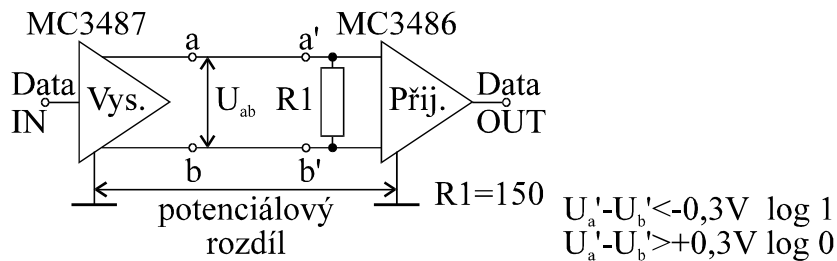 MC3487
MC3486
a
a'
Data
IN
Vys.
U_ab
R1
Přij.
Data
OUT
b
b'
potenciálový
rozdíl
R1=150
U_a'-U_b'<-0,3V log 1
U_a'-U_b'>+0,3V log 0